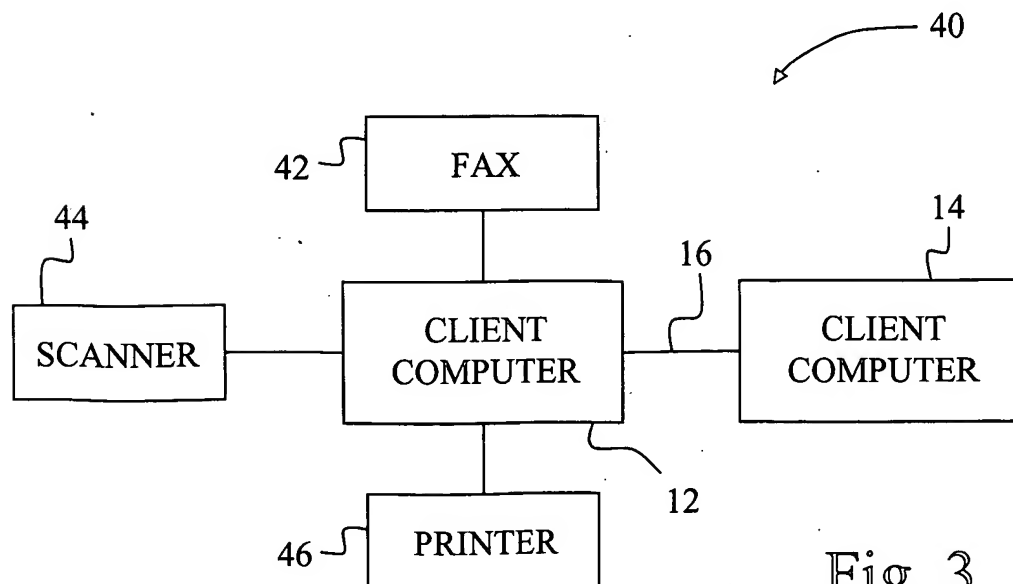 40
FAX
42
44
14
16
SCANNER
CLIENT
COMPUTER
CLIENT
COMPUTER
12
46
PRINTER
Fig. 3